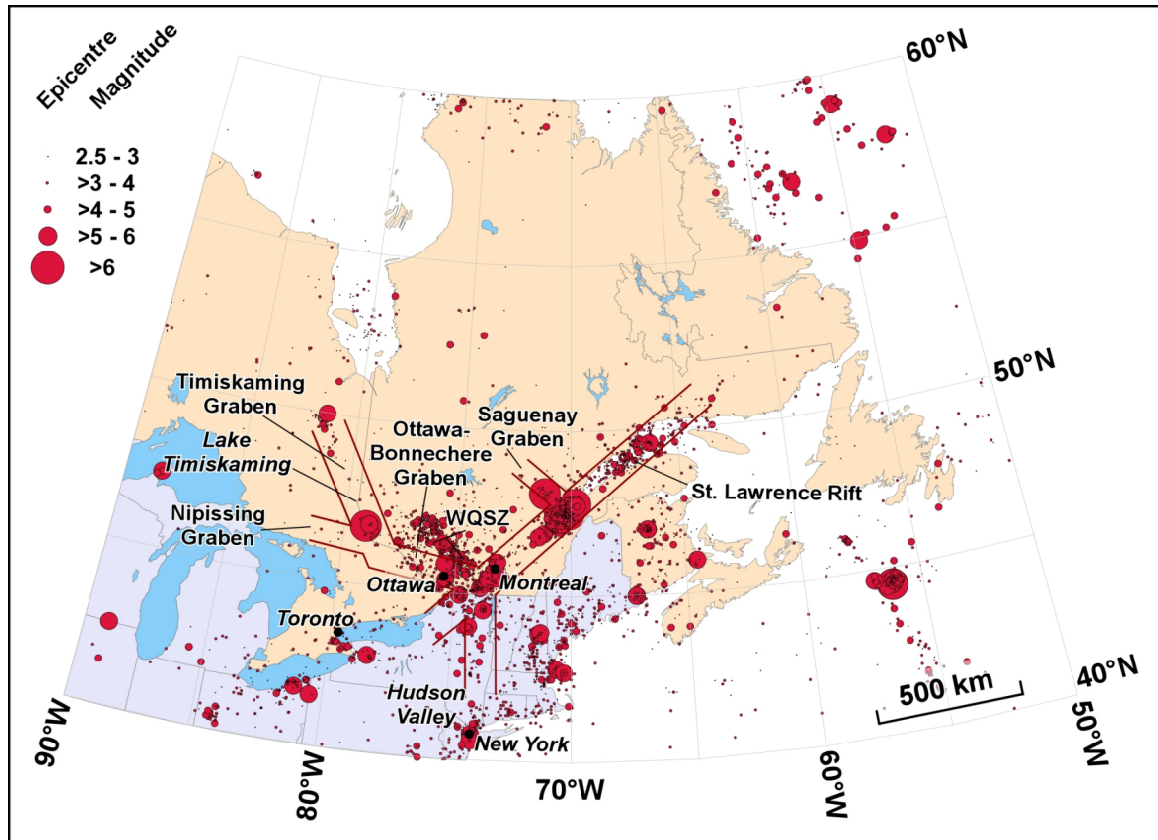 Epicentre
Magnitude
2.5 - 3
>3 - 4
>4 - 5
>5 - 6
>6
60°N
50°N
Timiskaming
Graben
Lake
Timiskaming
Nipissing
Graben
Ottawa-
Bonnechere
Graben
WQSZ
Saguenay
Graben
St. Lawrence Rift
Ottawa
Montreal
Toronto
Hudson
Valley
New York
500 km
40°N
50°W
90°W
80°W
70°W
60°W